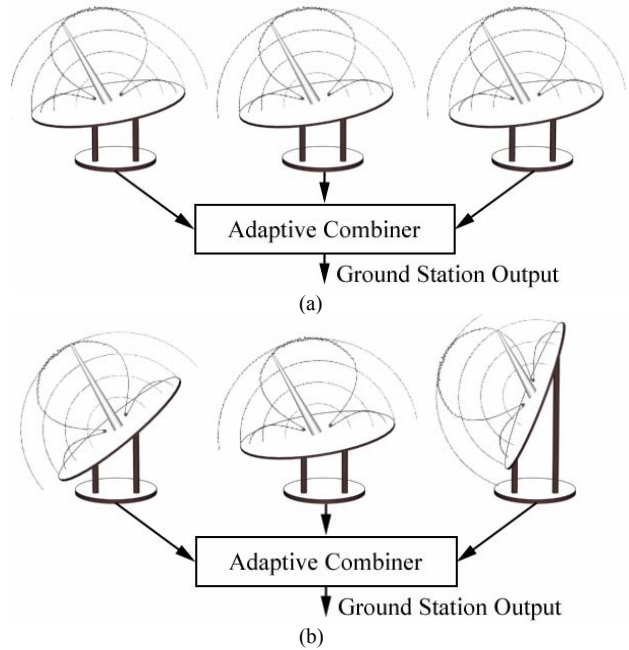 Adaptive Combiner
Ground Station Output
(a)
Adaptive Combiner
Ground Station Output
(b)